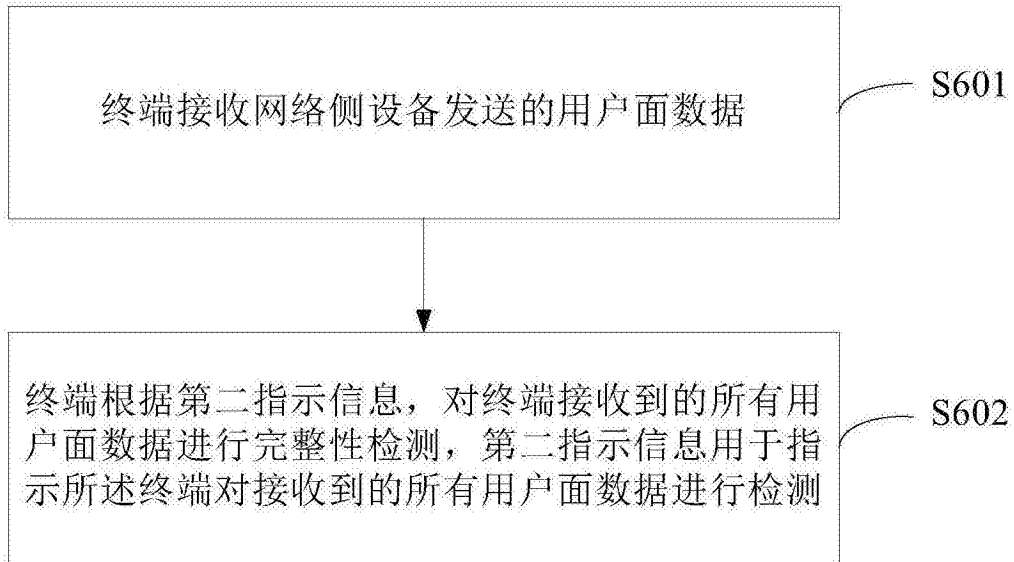 终端接收网络侧设备发送的用户面数据
S601
终端根据第二指示信息，对终端接收到的所有用
户面数据进行完整性检测，第二指示信息用于指
示所述终端对接收到的所有用户面数据进行检测
S602